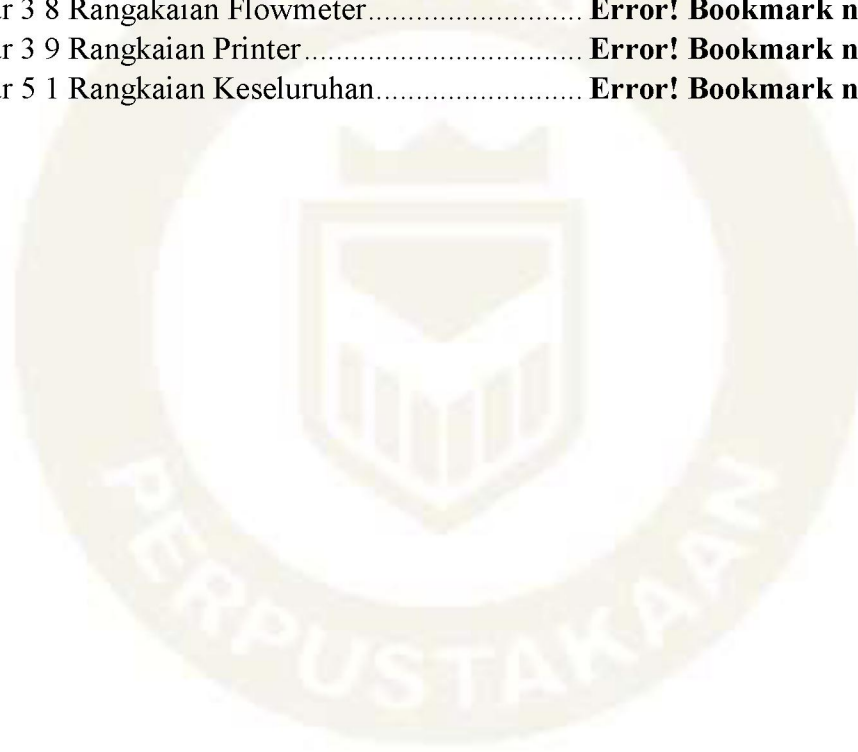 r 3 8 Rangakaian Flowmeter............................ Error! Bookmark n
r 3 9 Rangkaian Printer.................................. Error! Bookmark n
r 5 1 Rangkaian Keseluruhan......................... Error! Bookmark n
PERPUSTAKAAN